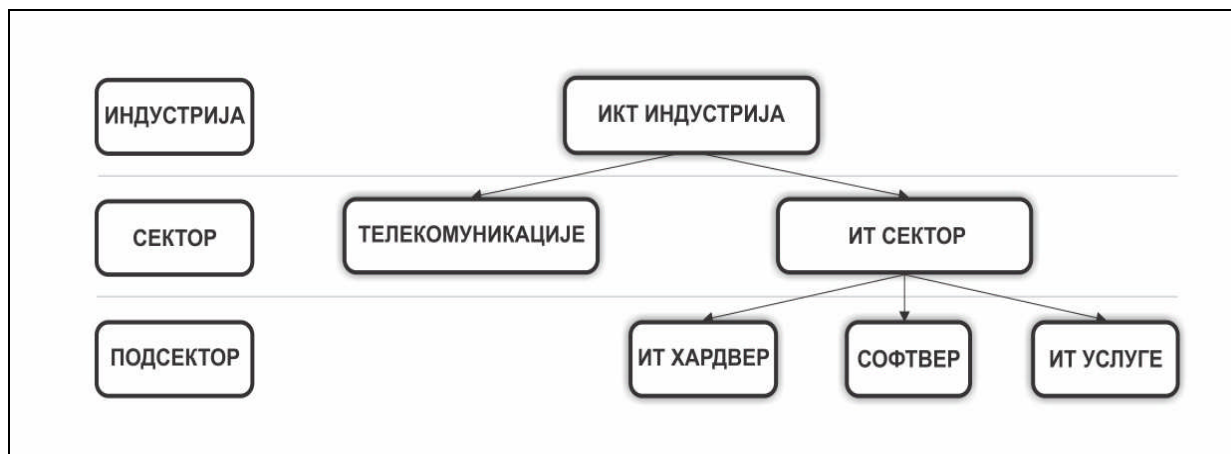 ИНДУСТРИЈА
ИКТ ИНДУСТРИЈА
СЕКТОР
ТЕЛЕКОМУНИКАЦИЈЕ
ИТ СЕКТОР
ПОДСЕКТОР
ИТ ХАРДВЕР
СОФТВЕР
ИТ УСЛУГЕ